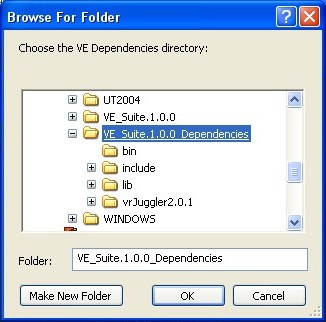 Browse For Folder
Choose the VE Dependencies directory:
UT2004
VE_Suite.1.0.0
VE_Suite.1.0.0_Dependencies
bin
include
lib
vrJuggler2.0.1
WINDOWS
Folder: VE_Suite.1.0.0_Dependencies
Make New Folder OK Cancel